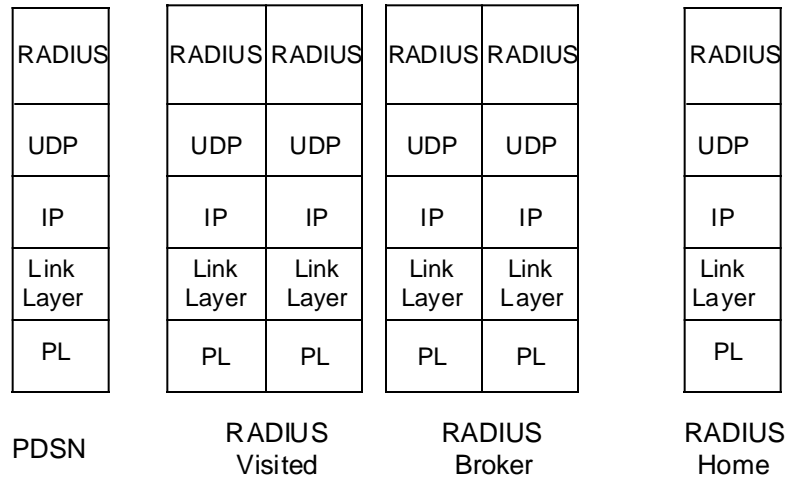 RADIUS RADIUS RADIUS RADIUS RADIUS RADIUS
UDP UDP UDP UDP UDP UDP
IP IP IP IP IP IP
Link Link Link Link Link Link
Layer Layer Layer Layer Layer Layer
PL PL PL PL PL PL
PDSN RADIUS RADIUS RADIUS
Visited Broker Home